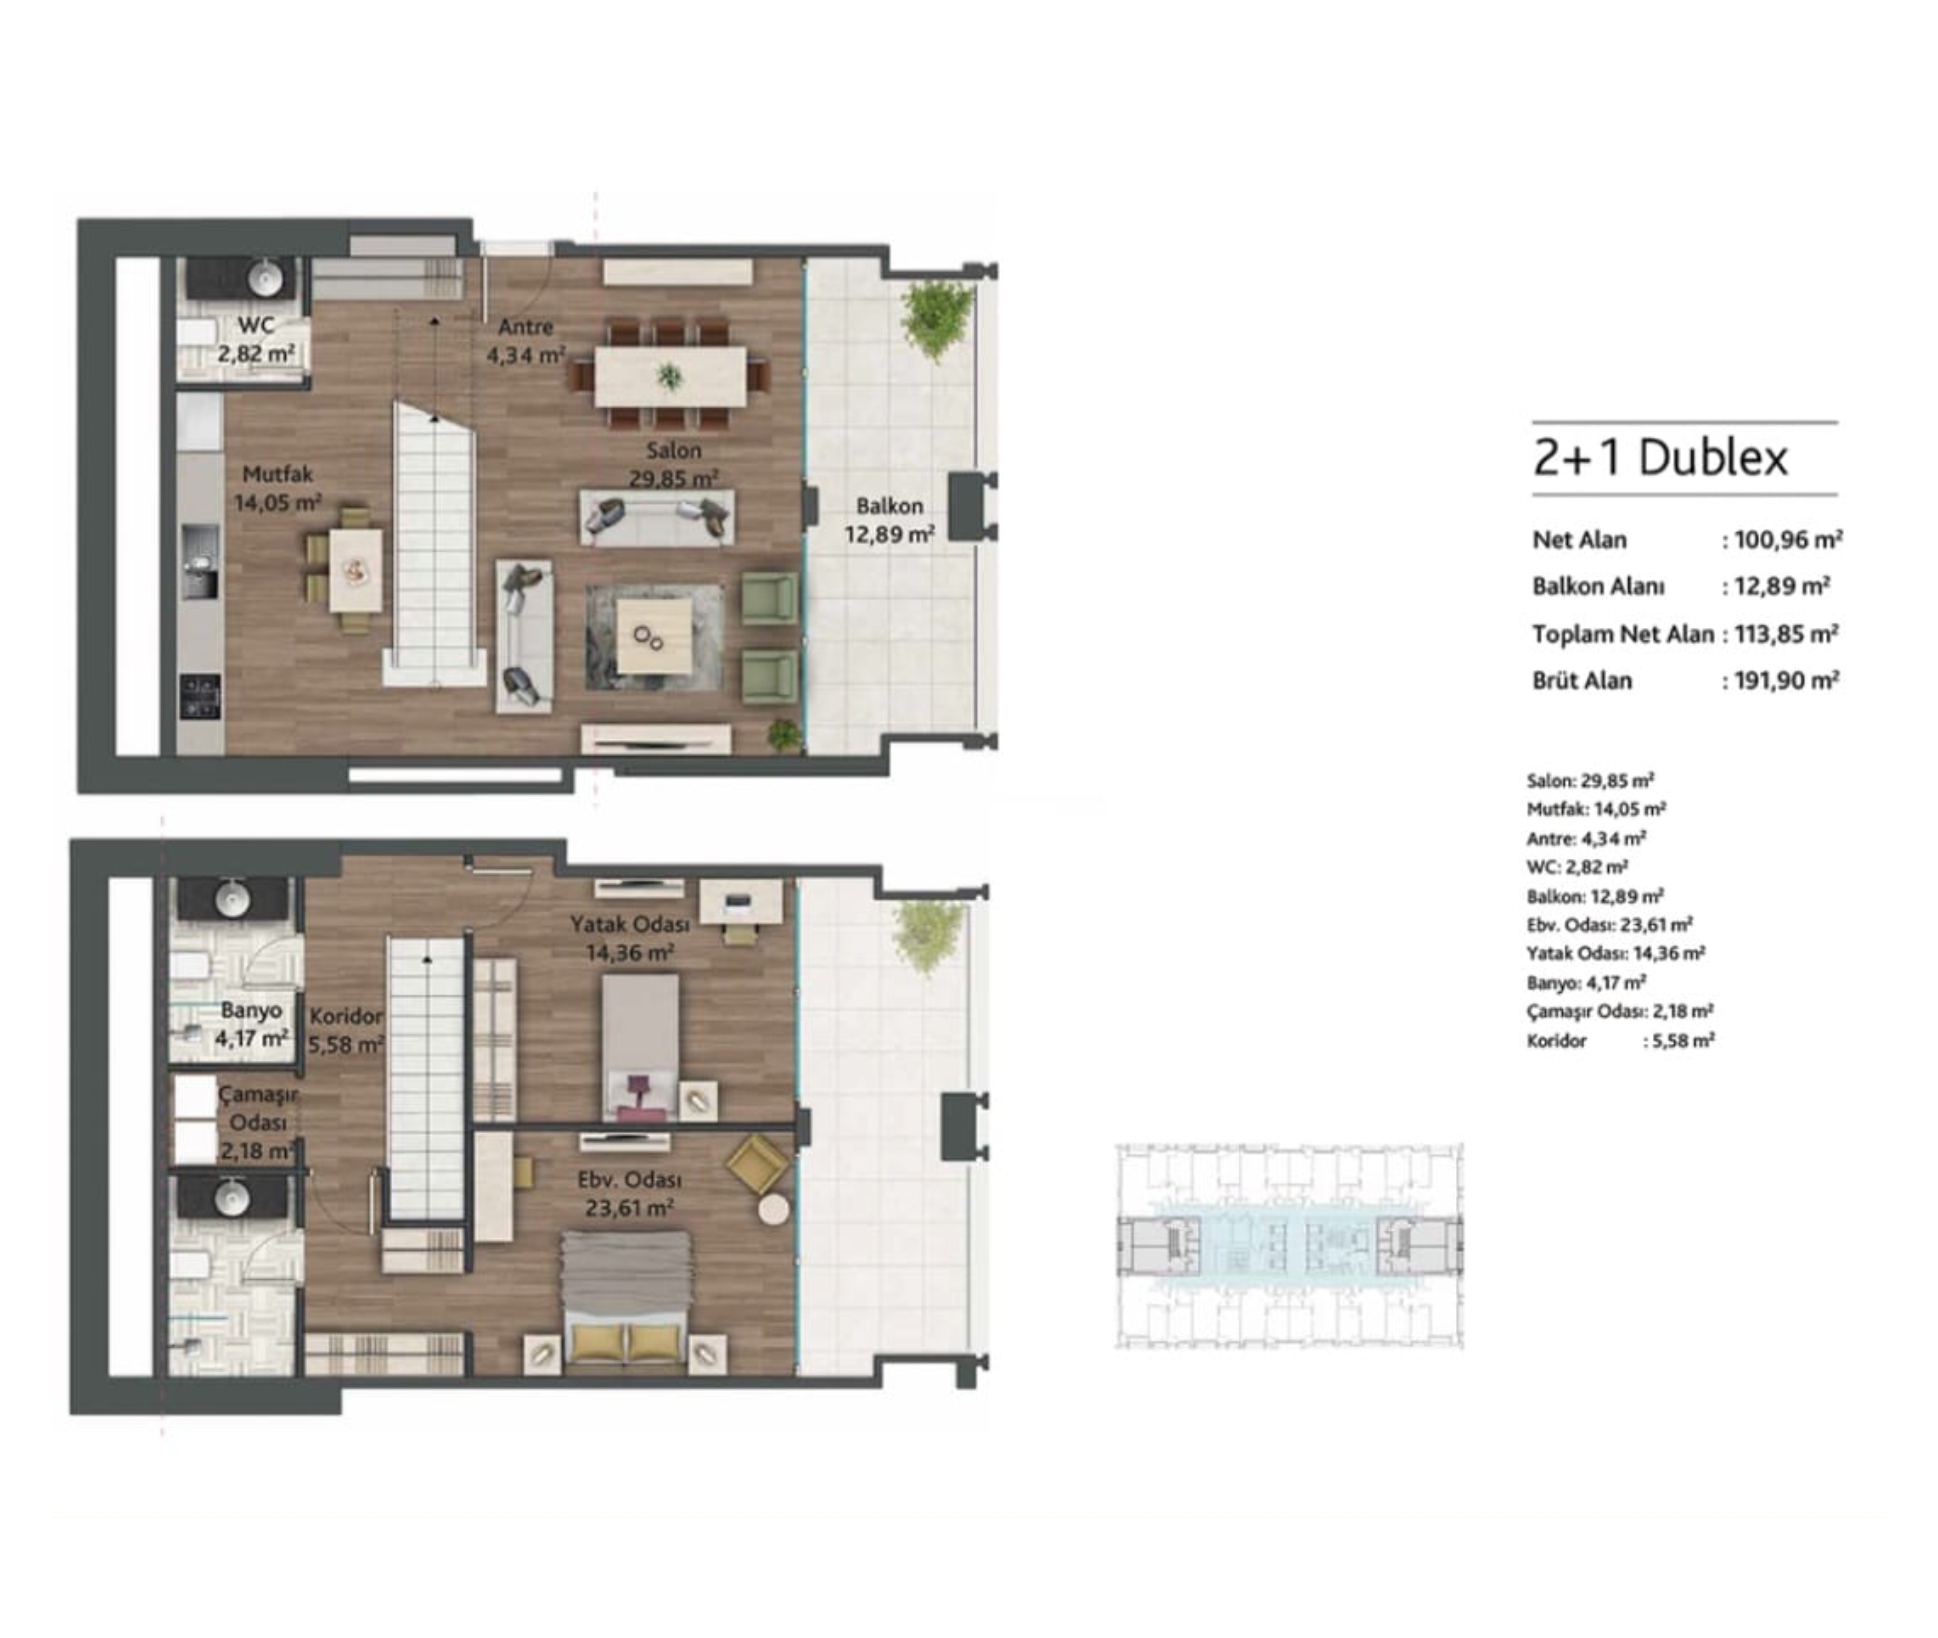 WC
2,82 m²
Antre
4,34 m²
Mutfak
14,05 m²
Salon
29,85 m²
Balkon
12,89 m²
Yatak Odası
14,36 m²
Banyo
4,17 m²
Koridor
5,58 m²
Çamaşır
Odası
2,18 m²
Ebv. Odası
23,61 m²
2+1 Dublex
Net Alan : 100,96 m²
Balkon Alanı : 12,89 m²
Toplam Net Alan : 113,85 m²
Brüt Alan : 191,90 m²
Salon: 29,85 m²
Mutfak: 14,05 m²
Antre: 4,34 m²
WC: 2,82 m²
Balkon: 12,89 m²
Ebv. Odası: 23,61 m²
Yatak Odası: 14,36 m²
Banyo: 4,17 m²
Çamaşır Odası: 2,18 m²
Koridor : 5,58 m²